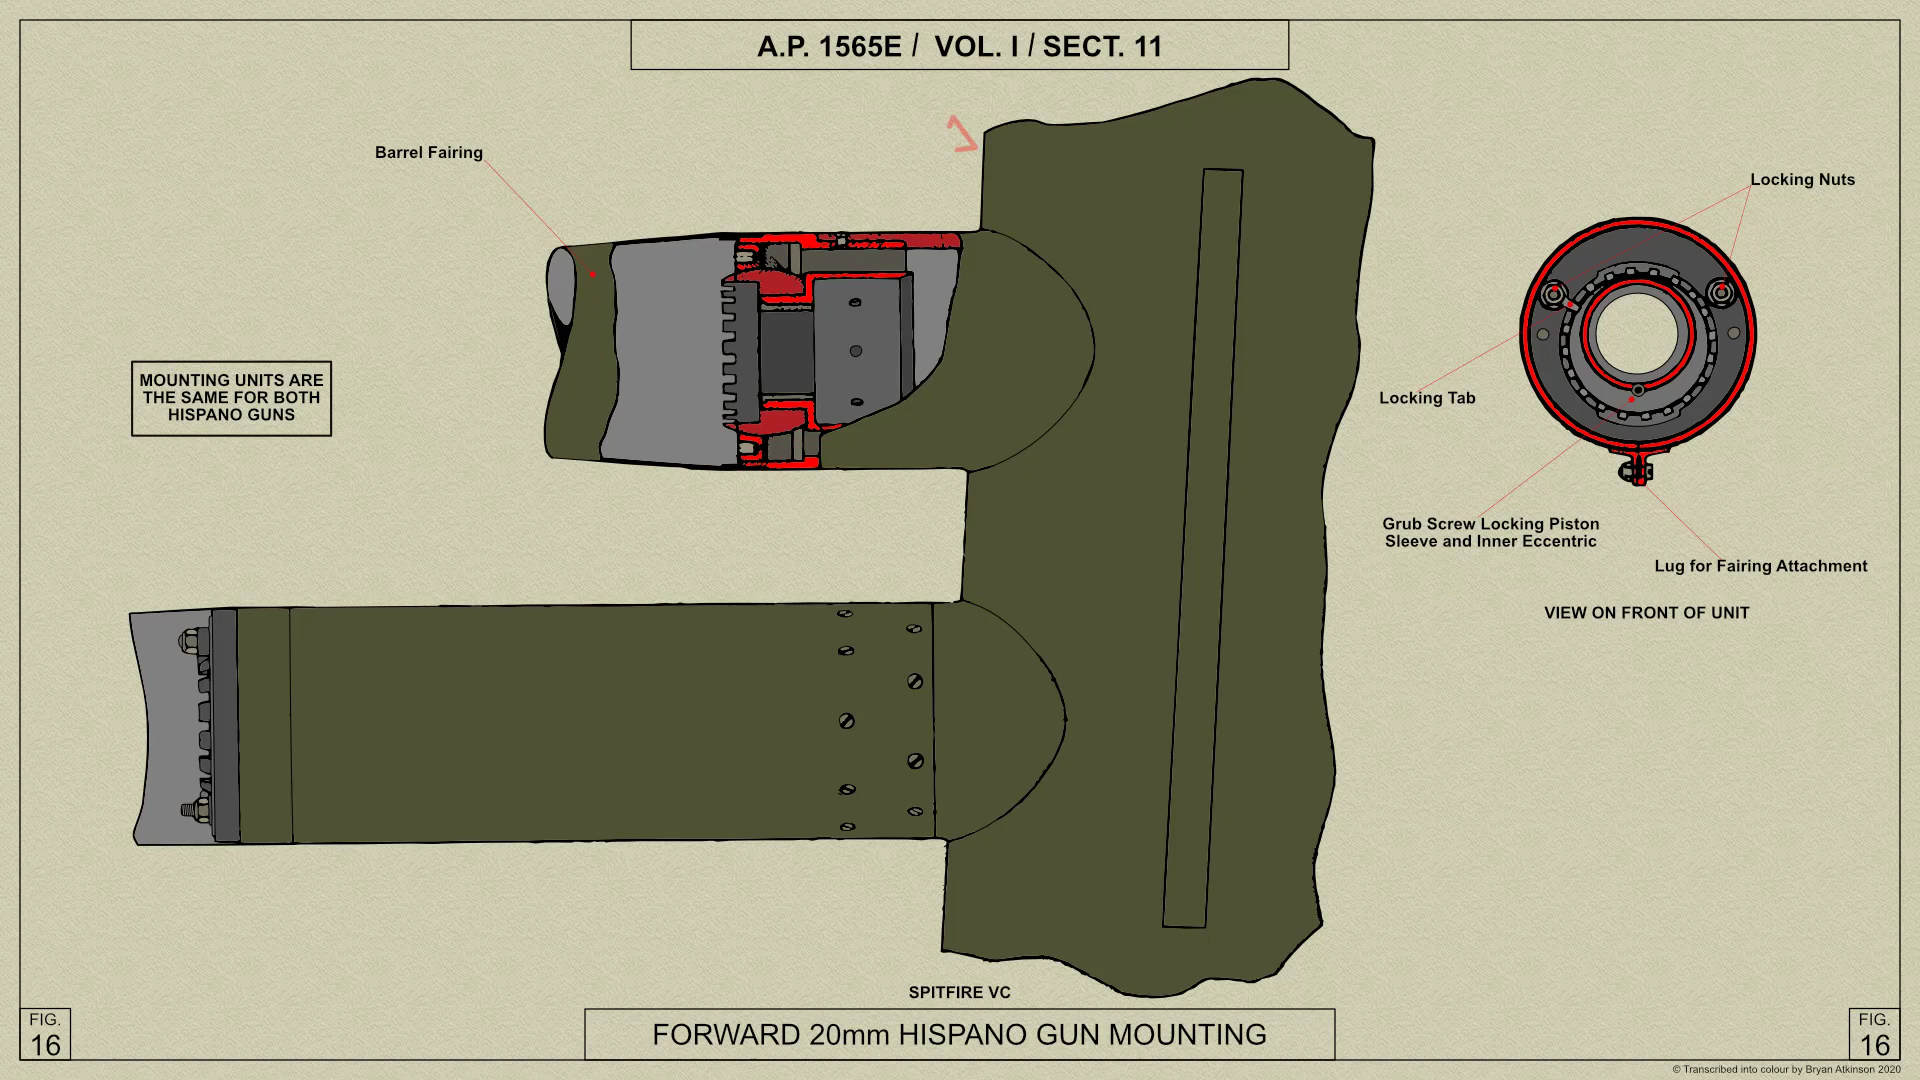 A.P. 1565E / VOL. I / SECT. 11
Barrel Fairing
Locking Nuts
MOUNTING UNITS ARE
THE SAME FOR BOTH
HISPANO GUNS
Locking Tab
Grub Screw Locking Piston
Sleeve and Inner Eccentric
Lug for Fairing Attachment
VIEW ON FRONT OF UNIT
SPITFIRE VC
FIG.
16
FORWARD 20mm HISPANO GUN MOUNTING
FIG.
16
© Transcribed into colour by Bryan Atkinson 2020